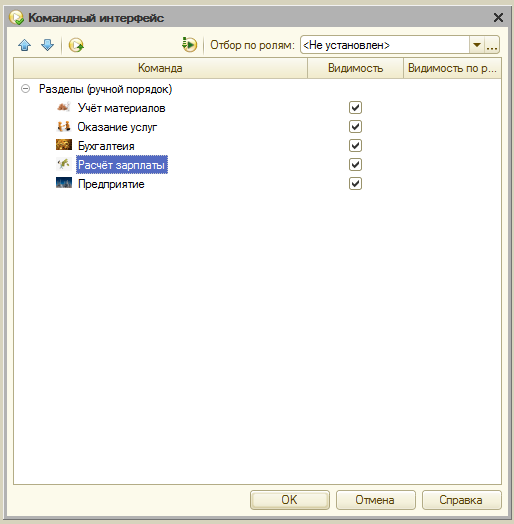 Командный интерфейс
Отбор по ролям: <Не установлен> ...
Команда Видимость Видимость по р...
Разделы (ручной порядок)
Учёт материалов
Оказание услуг
Бухгалтеия
Расчёт зарплаты
Предприятие
OK Отмена Справка